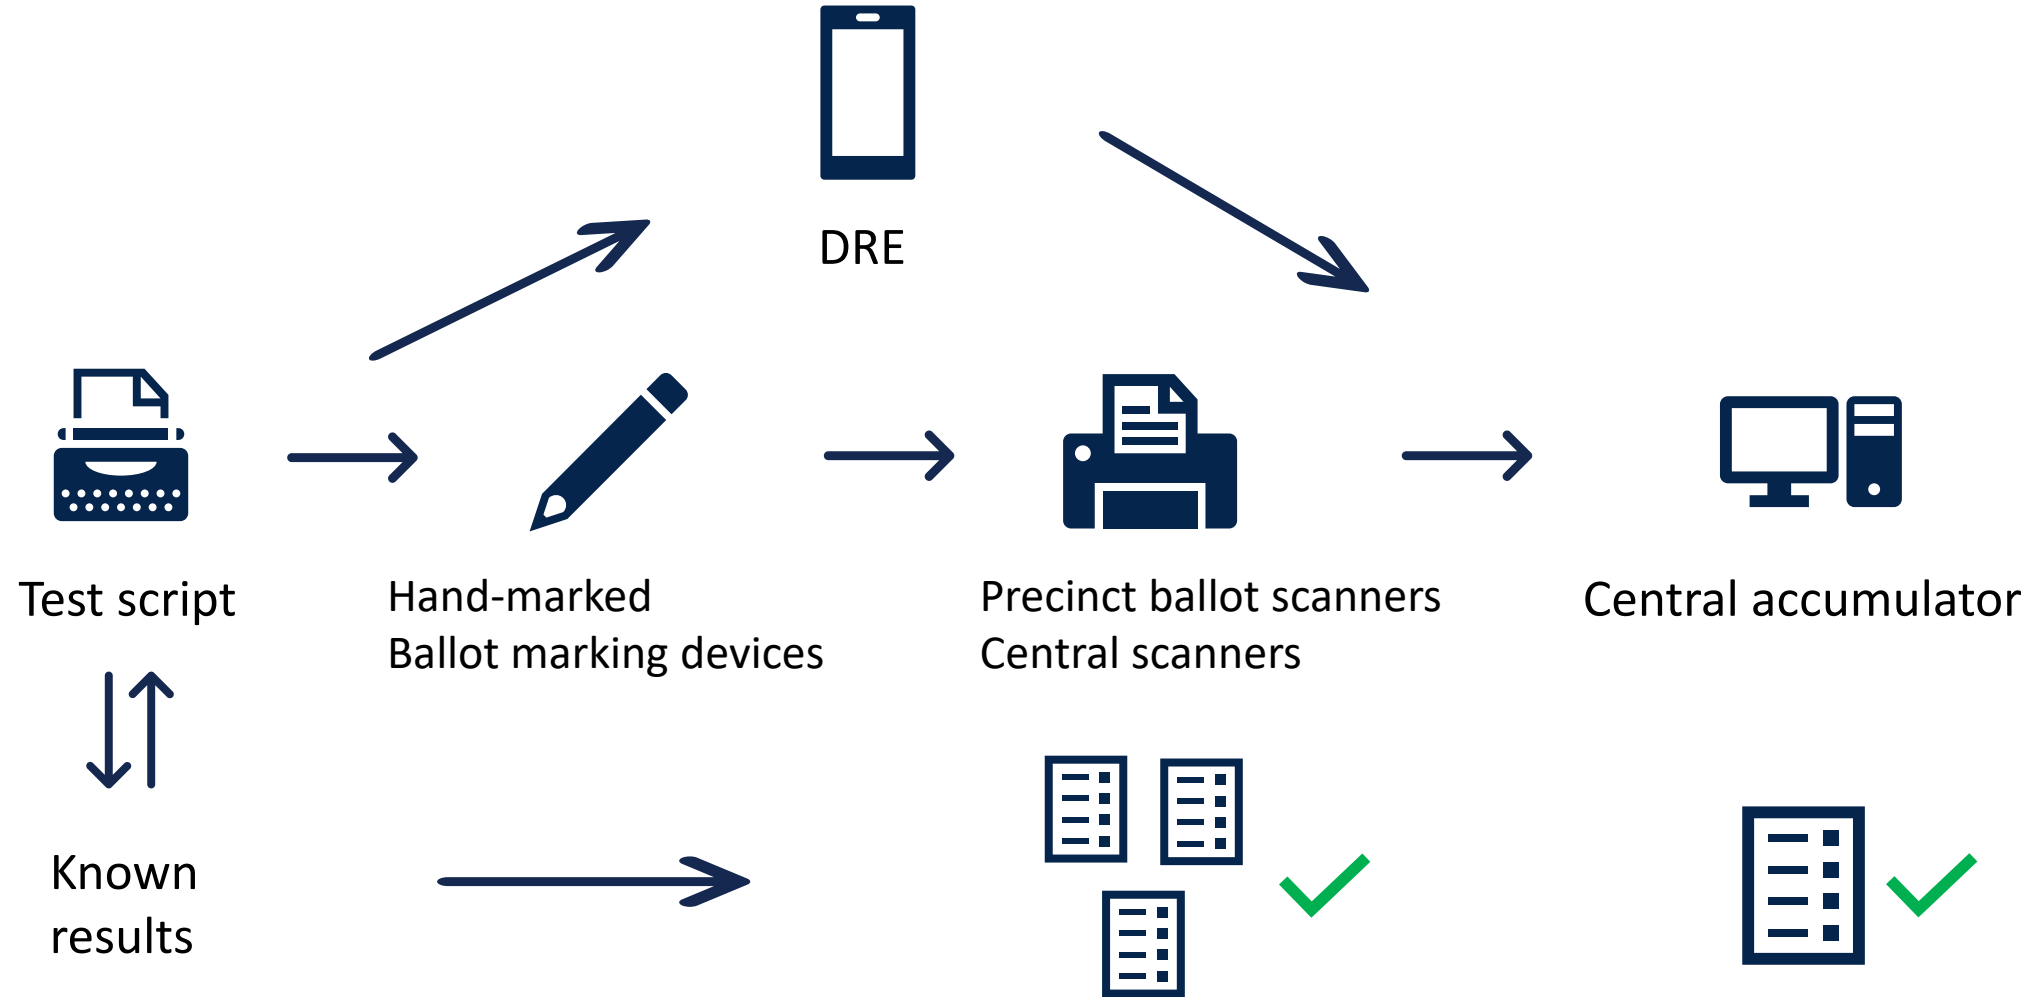 DRE
Test script
Hand-marked
Ballot marking devices
Precinct ballot scanners
Central scanners
Central accumulator
Known
results